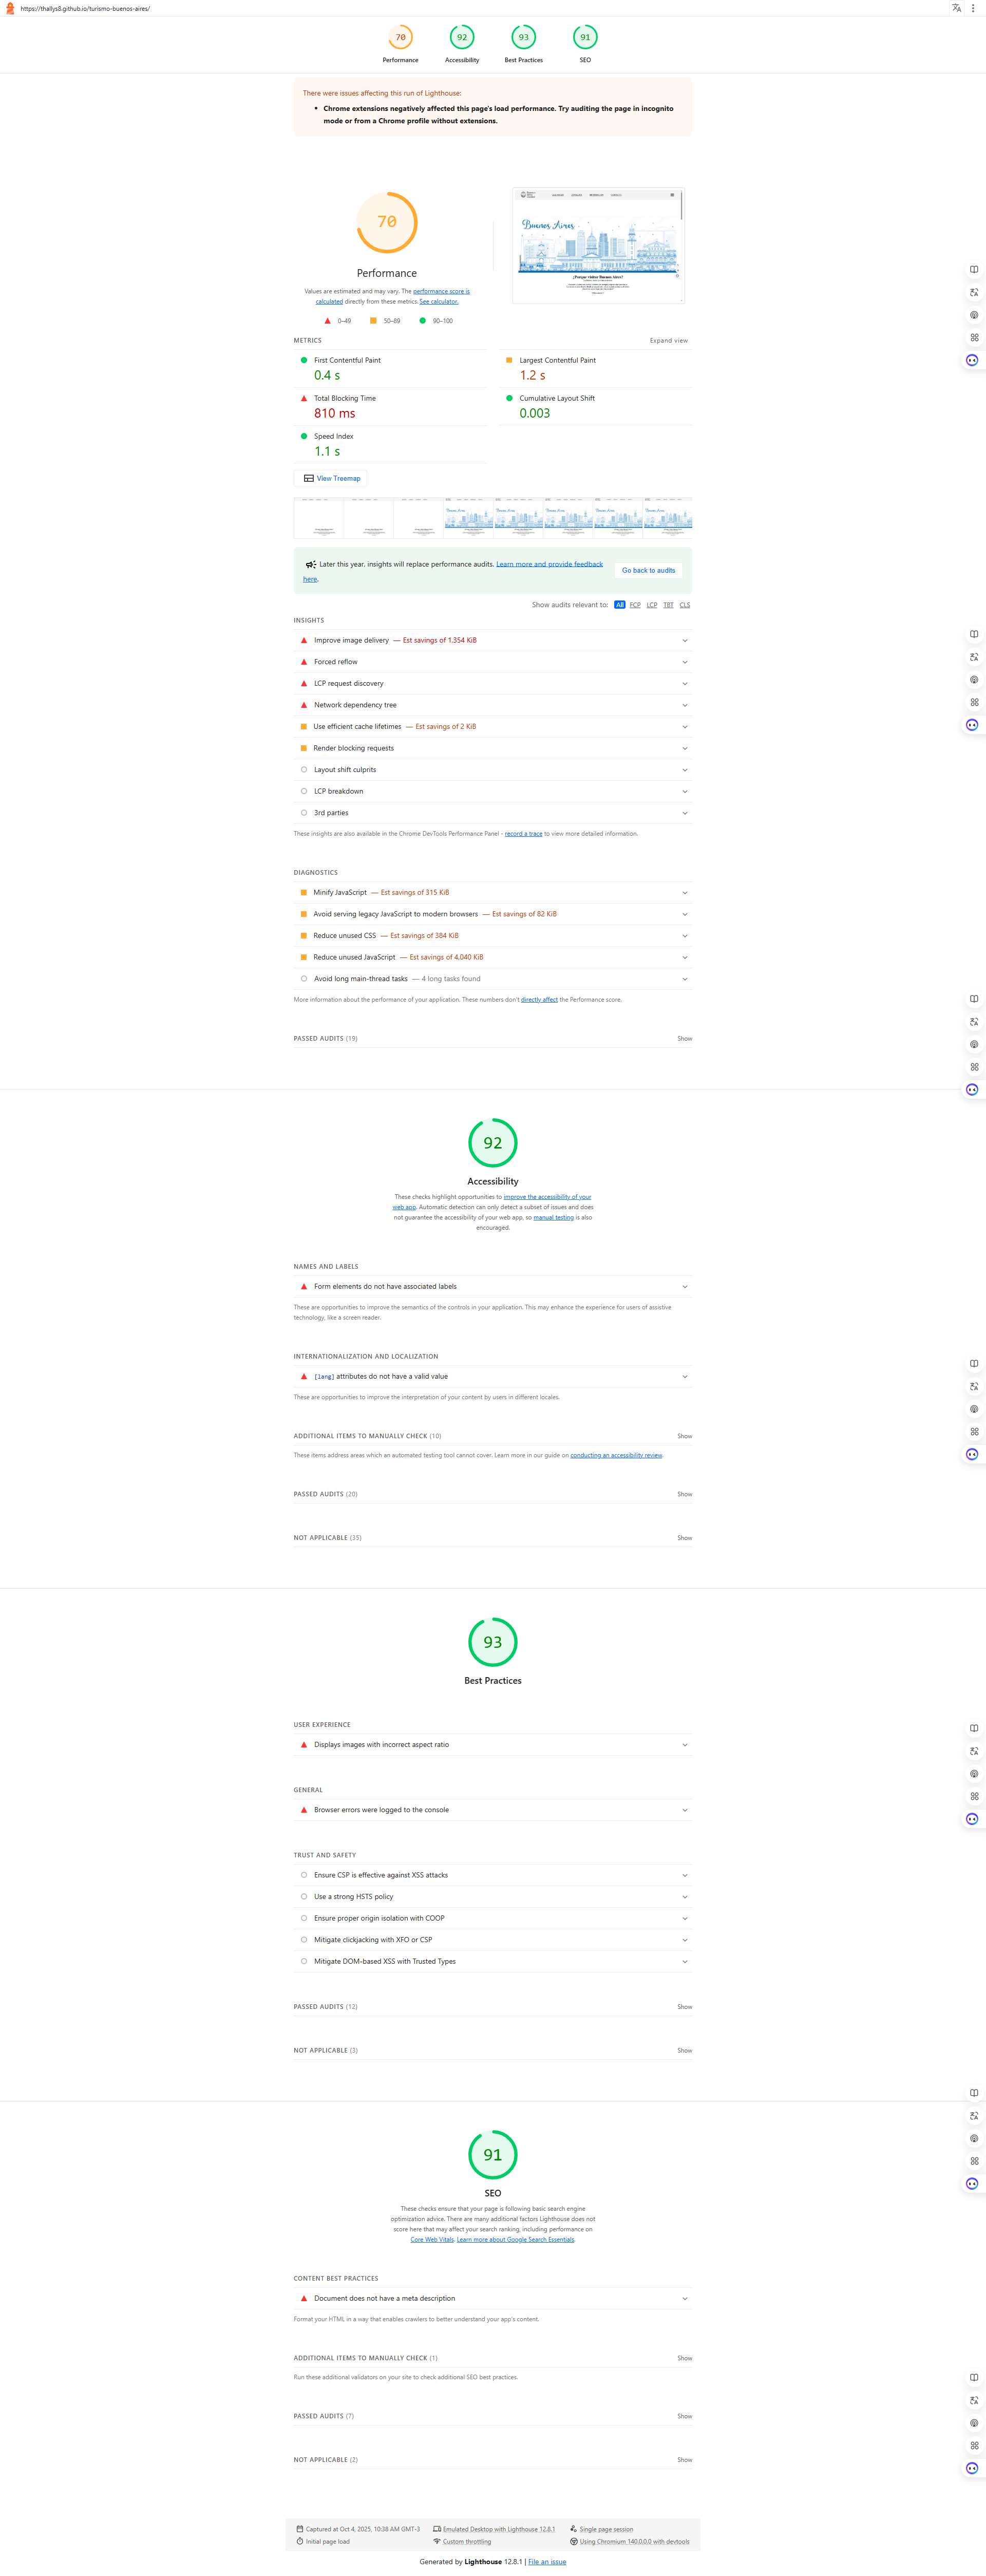 https://thallys8.github.io/turismo-buenos-aires/
70
92
93
91
Performance
Accessibility
Best Practices
SEO
There were issues affecting this run of Lighthouse:
Chrome extensions negatively affected this page's load performance. Try auditing the page in incognito
mode or from a Chrome profile without extensions.
70
Performance
Values are estimated and may vary. The performance score is
calculated directly from these metrics. See calculator.
0–49
50–89
90–100
Buenos Aires
¿Porque visitar Buenos Aires?
METRICS
Expand view
First Contentful Paint
0.4 s
Largest Contentful Paint
1.2 s
Total Blocking Time
810 ms
Cumulative Layout Shift
0.003
Speed Index
1.1 s
View Treemap
Later this year, insights will replace performance audits. Learn more and provide feedback
here.
Go back to audits
Show audits relevant to: All FCP LCP TBT CLS
INSIGHTS
Improve image delivery — Est savings of 1,354 KiB
Forced reflow
LCP request discovery
Network dependency tree
Use efficient cache lifetimes — Est savings of 2 KiB
Render blocking requests
Layout shift culprits
LCP breakdown
3rd parties
These insights are also available in the Chrome DevTools Performance Panel - record a trace to view more detailed information.
DIAGNOSTICS
Minify JavaScript — Est savings of 315 KiB
Avoid serving legacy JavaScript to modern browsers — Est savings of 82 KiB
Reduce unused CSS — Est savings of 384 KiB
Reduce unused JavaScript — Est savings of 4,040 KiB
Avoid long main-thread tasks — 4 long tasks found
More information about the performance of your application. These numbers don't directly affect the Performance score.
PASSED AUDITS (19)
Show
92
Accessibility
These checks highlight opportunities to improve the accessibility of your
web app. Automatic detection can only detect a subset of issues and does
not guarantee the accessibility of your web app, so manual testing is also
encouraged.
NAMES AND LABELS
Form elements do not have associated labels
These are opportunities to improve the semantics of the controls in your application. This may enhance the experience for users of assistive
technology, like a screen reader.
INTERNATIONALIZATION AND LOCALIZATION
[lang] attributes do not have a valid value
These are opportunities to improve the interpretation of your content by users in different locales.
ADDITIONAL ITEMS TO MANUALLY CHECK (10)
Show
These items address areas which an automated testing tool cannot cover. Learn more in our guide on conducting an accessibility review.
PASSED AUDITS (20)
Show
NOT APPLICABLE (35)
Show
93
Best Practices
USER EXPERIENCE
Displays images with incorrect aspect ratio
GENERAL
Browser errors were logged to the console
TRUST AND SAFETY
Ensure CSP is effective against XSS attacks
Use a strong HSTS policy
Ensure proper origin isolation with COOP
Mitigate clickjacking with XFO or CSP
Mitigate DOM-based XSS with Trusted Types
PASSED AUDITS (12)
Show
NOT APPLICABLE (3)
Show
91
SEO
These checks ensure that your page is following basic search engine
optimization advice. There are many additional factors Lighthouse does not
score here that may affect your search ranking, including performance on
Core Web Vitals. Learn more about Google Search Essentials.
CONTENT BEST PRACTICES
Document does not have a meta description
Format your HTML in a way that enables crawlers to better understand your app's content.
ADDITIONAL ITEMS TO MANUALLY CHECK (1)
Show
Run these additional validators on your site to check additional SEO best practices.
PASSED AUDITS (7)
Show
NOT APPLICABLE (2)
Show
Captured at Oct 4, 2025, 10:38 AM GMT-3
Emulated Desktop with Lighthouse 12.8.1
Single page session
Initial page load
Custom throttling
Using Chromium 140.0.0.0 with devtools
Generated by Lighthouse 12.8.1 | File an issue